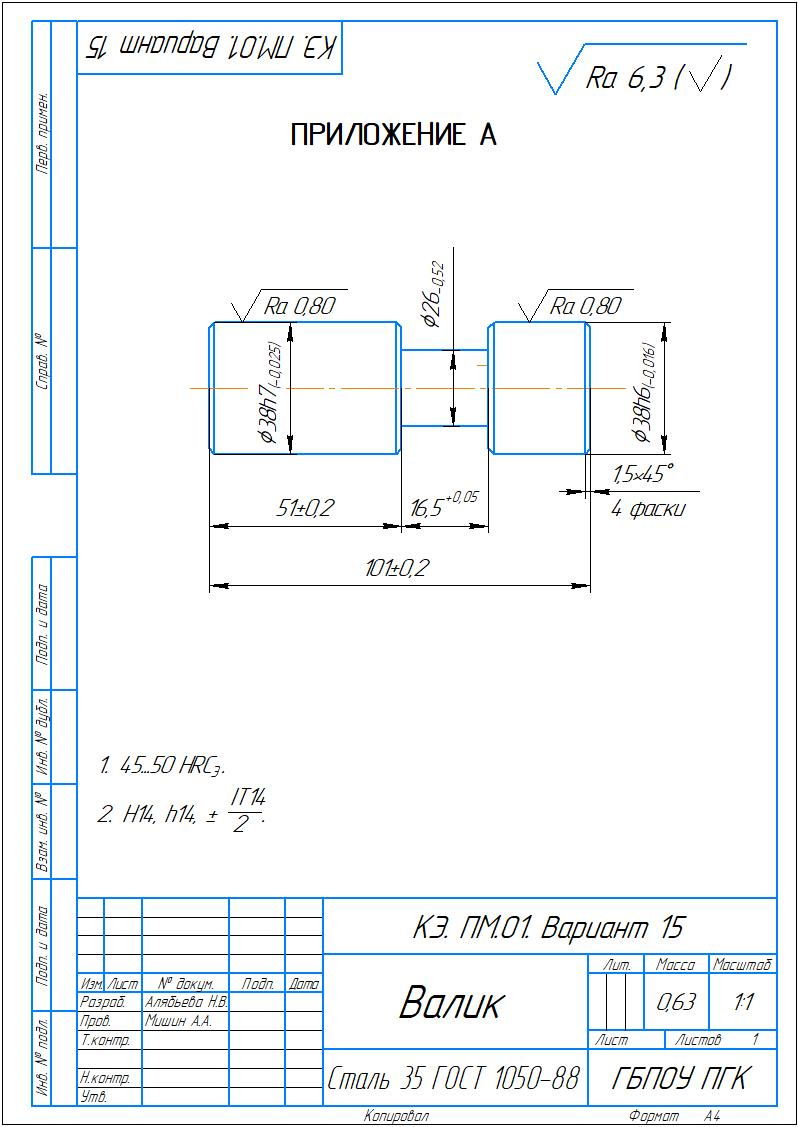 КЭ. ПМ.01. Вариант 15
Ra 6,3 (√)
ПРИЛОЖЕНИЕ А
Перв. примен.
Справ. №
Ra 0,80
Ф26-0,52
Ra 0,80
Ф38h7(-0,025)
Ф38h6(-0,016)
1,5×45°
4 фаски
51±0,2
16,5+0,05
101±0,2
Подп. и дата
Инв. № дубл.
Взам. инв. №
Подп. и дата
Инв. № подл.
1. 45...50 HRCЭ.
2. H14, h14, ± IT14/2.
КЭ. ПМ.01. Вариант 15
Изм. Лист № докум. Подп. Дата
Разраб. Алябьева Н.В.
Пров. Мишин А.А.
Т.контр.
Н.контр.
Утв.
Валик
Лит. Масса Масштаб
0,63 1:1
Лист Листов 1
Сталь 35 ГОСТ 1050-88
ГБПОУ ПГК
Копировал Формат А4